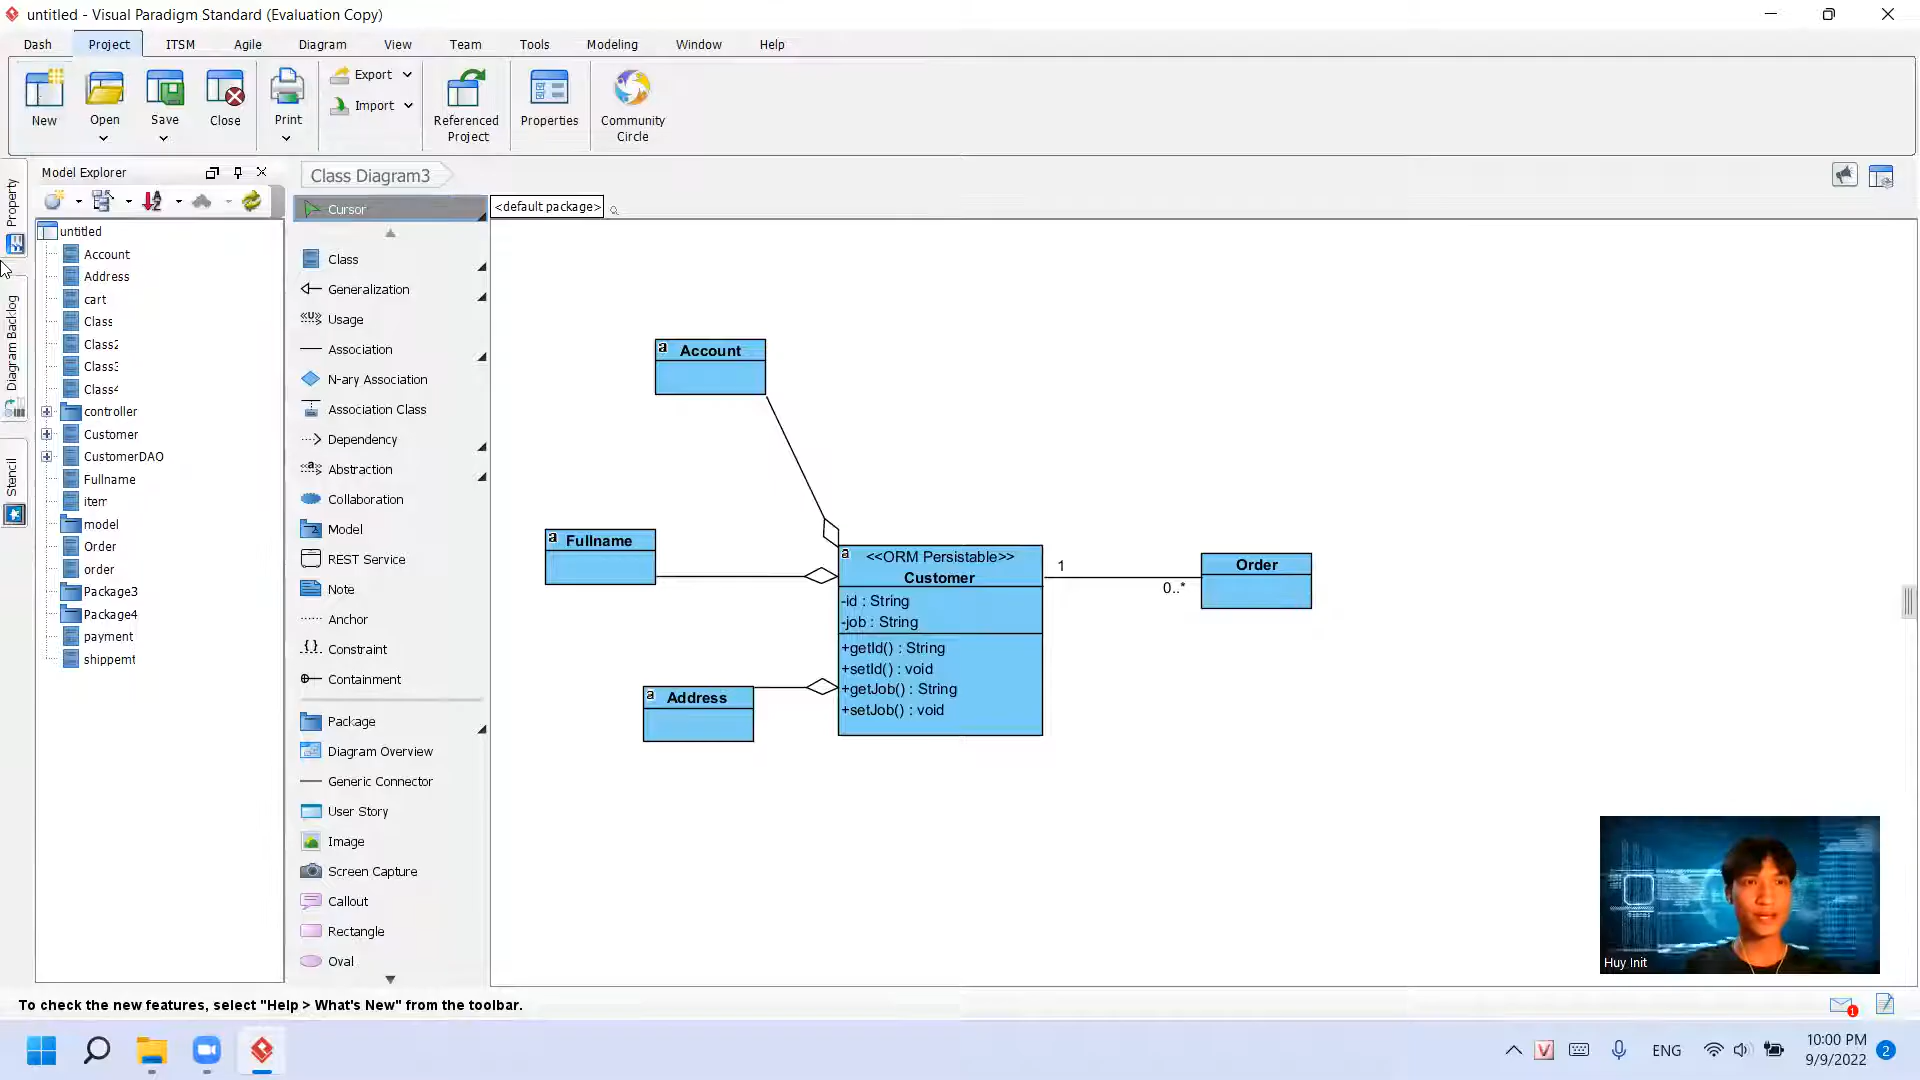 untitled - Visual Paradigm Standard (Evaluation Copy)
Dash
Project
ITSM
Agile
Diagram
View
Team
Tools
Modeling
Window
Help
New
Open
Save
Close
Print
Export
Import
Referenced
Project
Properties
Community
Circle
Property
Diagram Backlog
Stencil
Model Explorer
untitled
Account
Address
cart
Class
Class2
Class3
Class4
controller
Customer
CustomerDAO
Fullname
item
model
Order
order
Package3
Package4
payment
shippemt
Class Diagram3
Cursor
Class
Generalization
Usage
Association
N-ary Association
Association Class
Dependency
Abstraction
Collaboration
Model
REST Service
Note
Anchor
Constraint
Containment
Package
Diagram Overview
Generic Connector
User Story
Image
Screen Capture
Callout
Rectangle
Oval
<default package>
a Account
a Fullname
a Address
a <<ORM Persistable>>
Customer
-id : String
-job : String
+getId() : String
+setId() : void
+getJob() : String
+setJob() : void
1
0..*
Order
Huy Init
To check the new features, select "Help > What's New" from the toolbar.
1
V
ENG
10:00 PM
9/9/2022
2